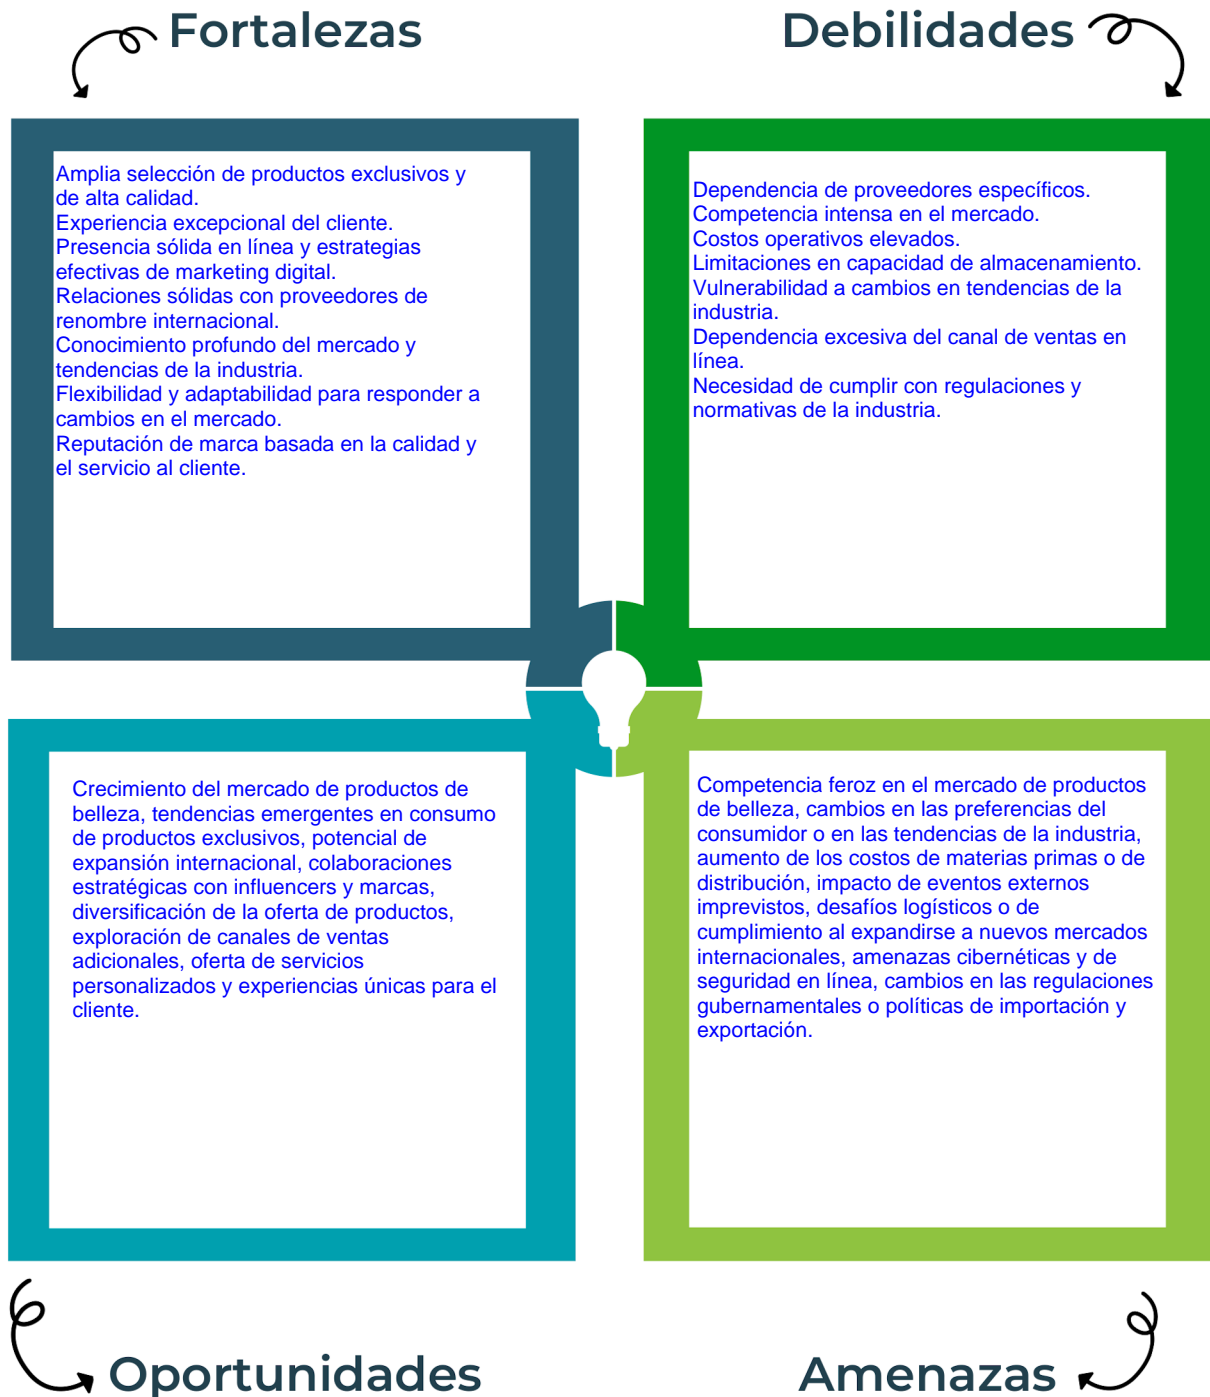 Fortalezas
Amplia selección de productos exclusivos y
de alta calidad.
Experiencia excepcional del cliente.
Presencia sólida en línea y estrategias
efectivas de marketing digital.
Relaciones sólidas con proveedores de
renombre internacional.
Conocimiento profundo del mercado y
tendencias de la industria.
Flexibilidad y adaptabilidad para responder a
cambios en el mercado.
Reputación de marca basada en la calidad y
el servicio al cliente.
Debilidades
Dependencia de proveedores específicos.
Competencia intensa en el mercado.
Costos operativos elevados.
Limitaciones en capacidad de almacenamiento.
Vulnerabilidad a cambios en tendencias de la
industria.
Dependencia excesiva del canal de ventas en
línea.
Necesidad de cumplir con regulaciones y
normativas de la industria.
Crecimiento del mercado de productos de
belleza, tendencias emergentes en consumo
de productos exclusivos, potencial de
expansión internacional, colaboraciones
estratégicas con influencers y marcas,
diversificación de la oferta de productos,
exploración de canales de ventas
adicionales, oferta de servicios
personalizados y experiencias únicas para el
cliente.
Oportunidades
Competencia feroz en el mercado de productos
de belleza, cambios en las preferencias del
consumidor o en las tendencias de la industria,
aumento de los costos de materias primas o de
distribución, impacto de eventos externos
imprevistos, desafíos logísticos o de
cumplimiento al expandirse a nuevos mercados
internacionales, amenazas cibernéticas y de
seguridad en línea, cambios en las regulaciones
gubernamentales o políticas de importación y
exportación.
Amenazas